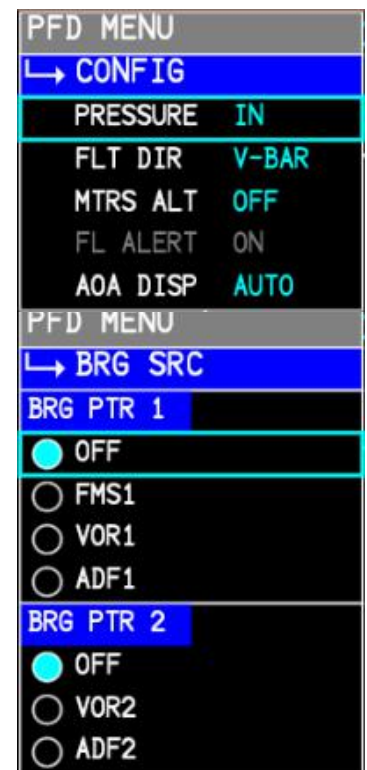 PFD MENU
CONFIG
PRESSURE IN
FLT DIR V-BAR
MTRS ALT OFF
FL ALERT ON
AOA DISP AUTO
PFD MENU
BRG SRC
BRG PTR 1
OFF
FMS1
VOR1
ADF1
BRG PTR 2
OFF
VOR2
ADF2